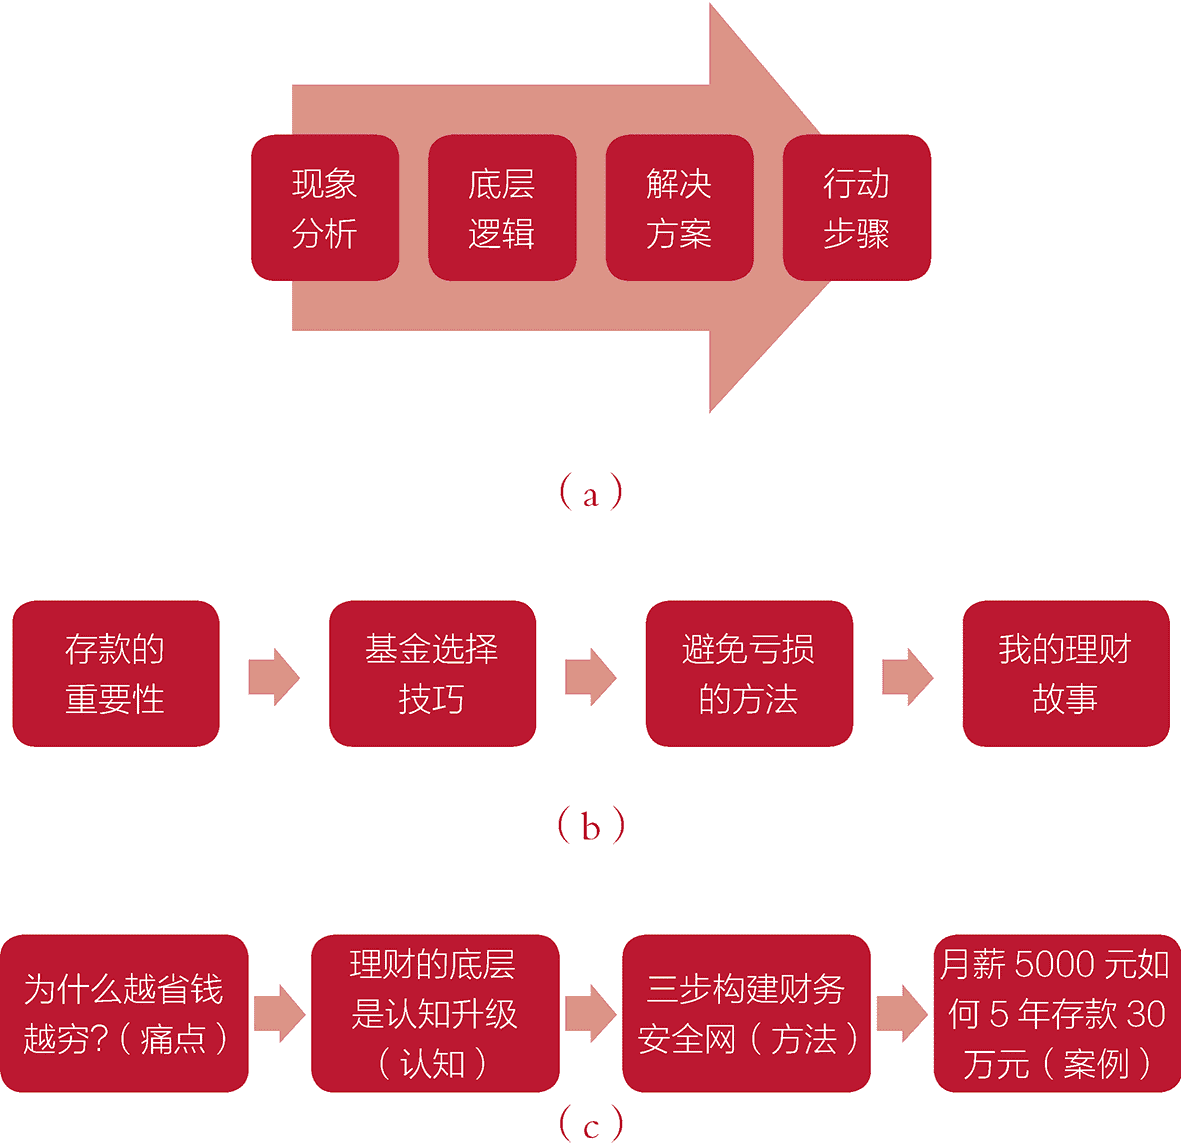 现象
分析
底层
逻辑
解决
方案
行动
步骤
（a）
存款的
重要性
基金选择
技巧
避免亏损
的方法
我的理财
故事
（b）
为什么越省钱
越穷?（痛点）
理财的底层
是认知升级
（认知）
三步构建财务
安全网（方法）
月薪 5000 元如
何 5 年存款 30
万元（案例）
（c）